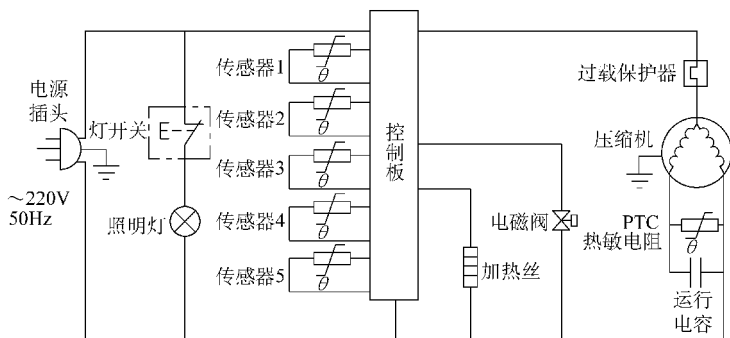 电源
插头
～220V
50Hz
灯开关
E
照明灯
传感器1
θ
传感器2
θ
传感器3
θ
传感器4
θ
传感器5
θ
控制板
加热丝
电磁阀
过载保护器
压缩机
PTC
热敏电阻
θ
运行
电容